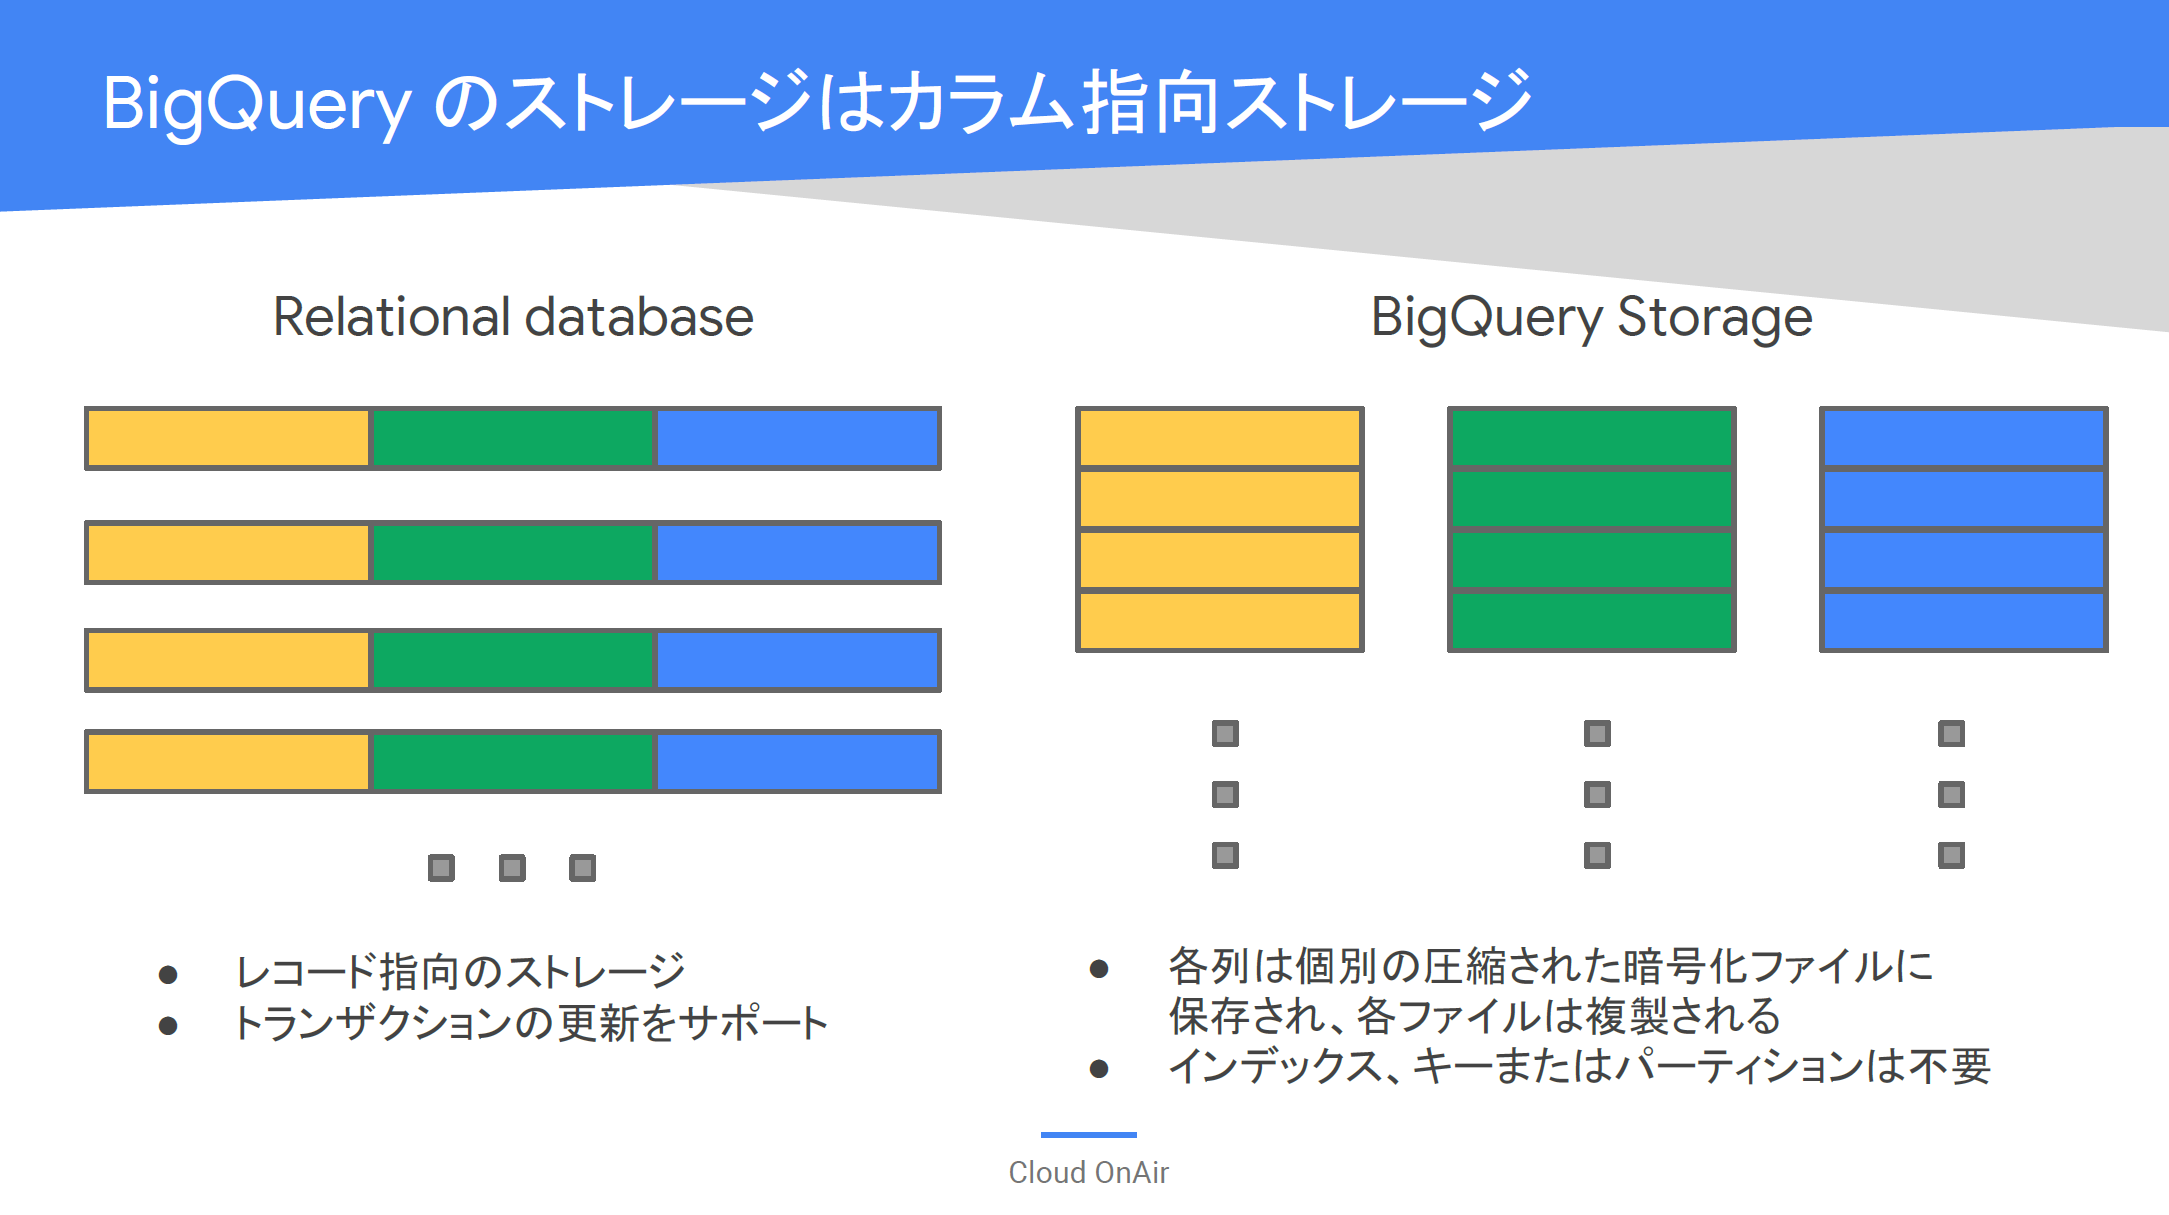 BigQuery のストレージはカラム指向ストレージ
Relational database
BigQuery Storage
● レコード指向のストレージ
● トランザクションの更新をサポート
● 各列は個別の圧縮された暗号化ファイルに
保存され、各ファイルは複製される
● インデックス、キーまたはパーティションは不要
Cloud OnAir